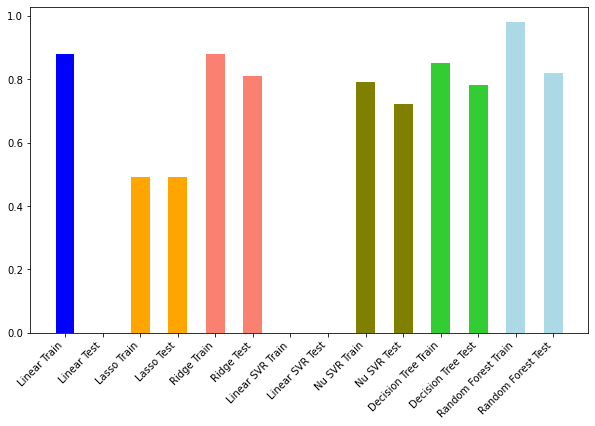 1.0
0.8
0.6
0.4
0.2
0.0
Linear Train
Linear Test
Lasso Train
Lasso Test
Ridge Train
Ridge Test
Linear SVR Train
Linear SVR Test
Nu SVR Train
Nu SVR Test
Decision Tree Train
Decision Tree Test
Random Forest Train
Random Forest Test